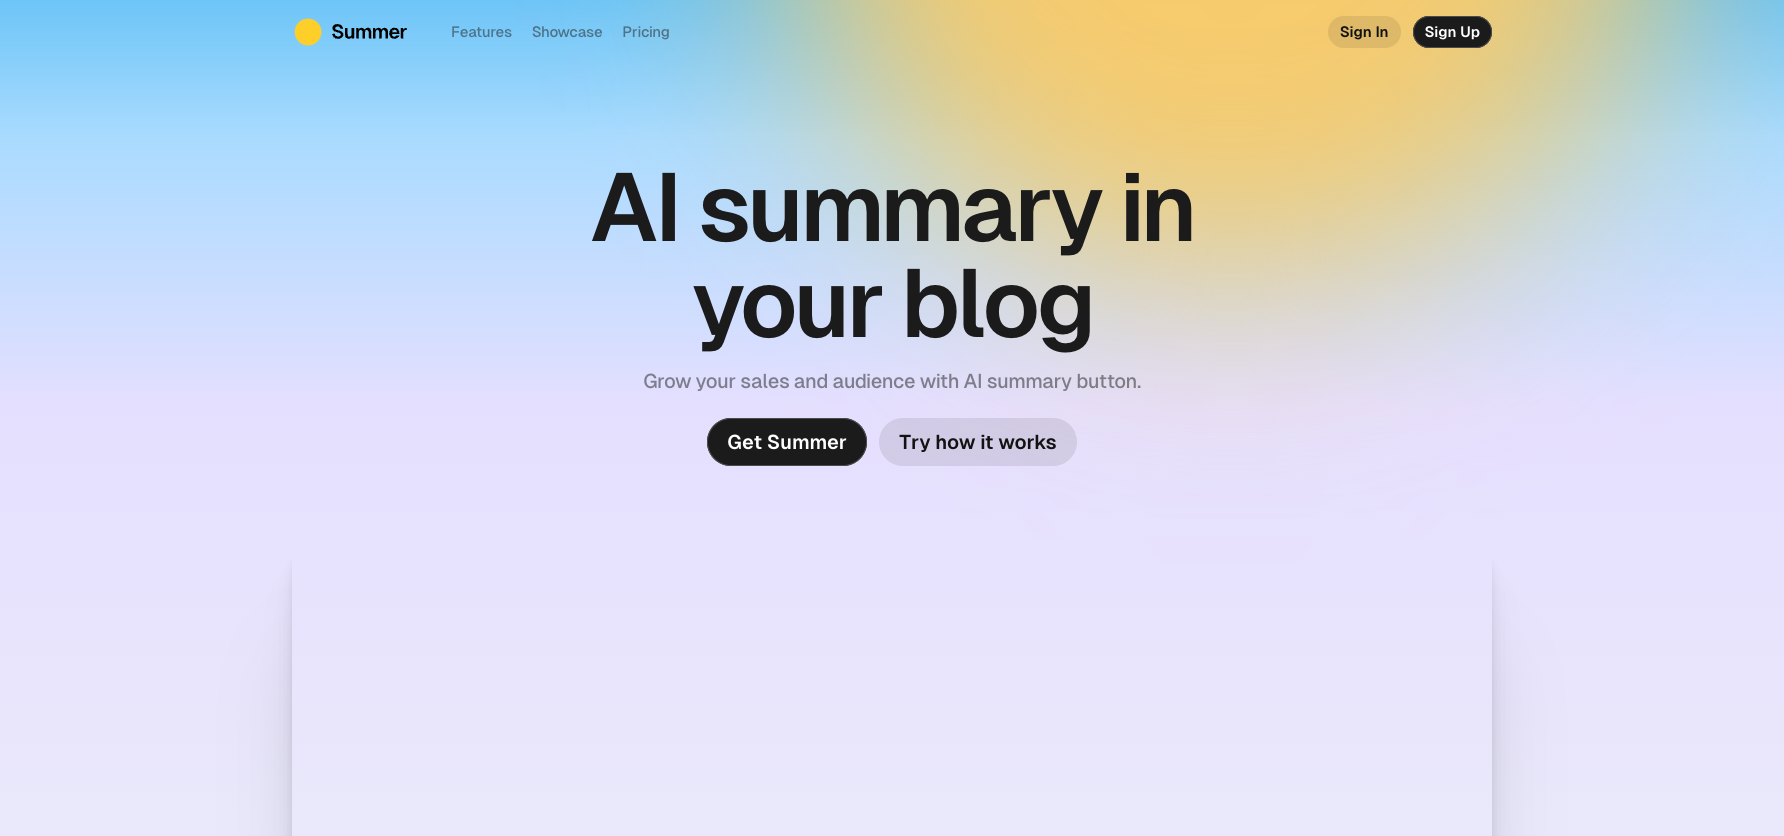 Summer
Features
Showcase
Pricing
Sign In
Sign Up
AI summary in
your blog
Grow your sales and audience with AI summary button.
Get Summer
Try how it works